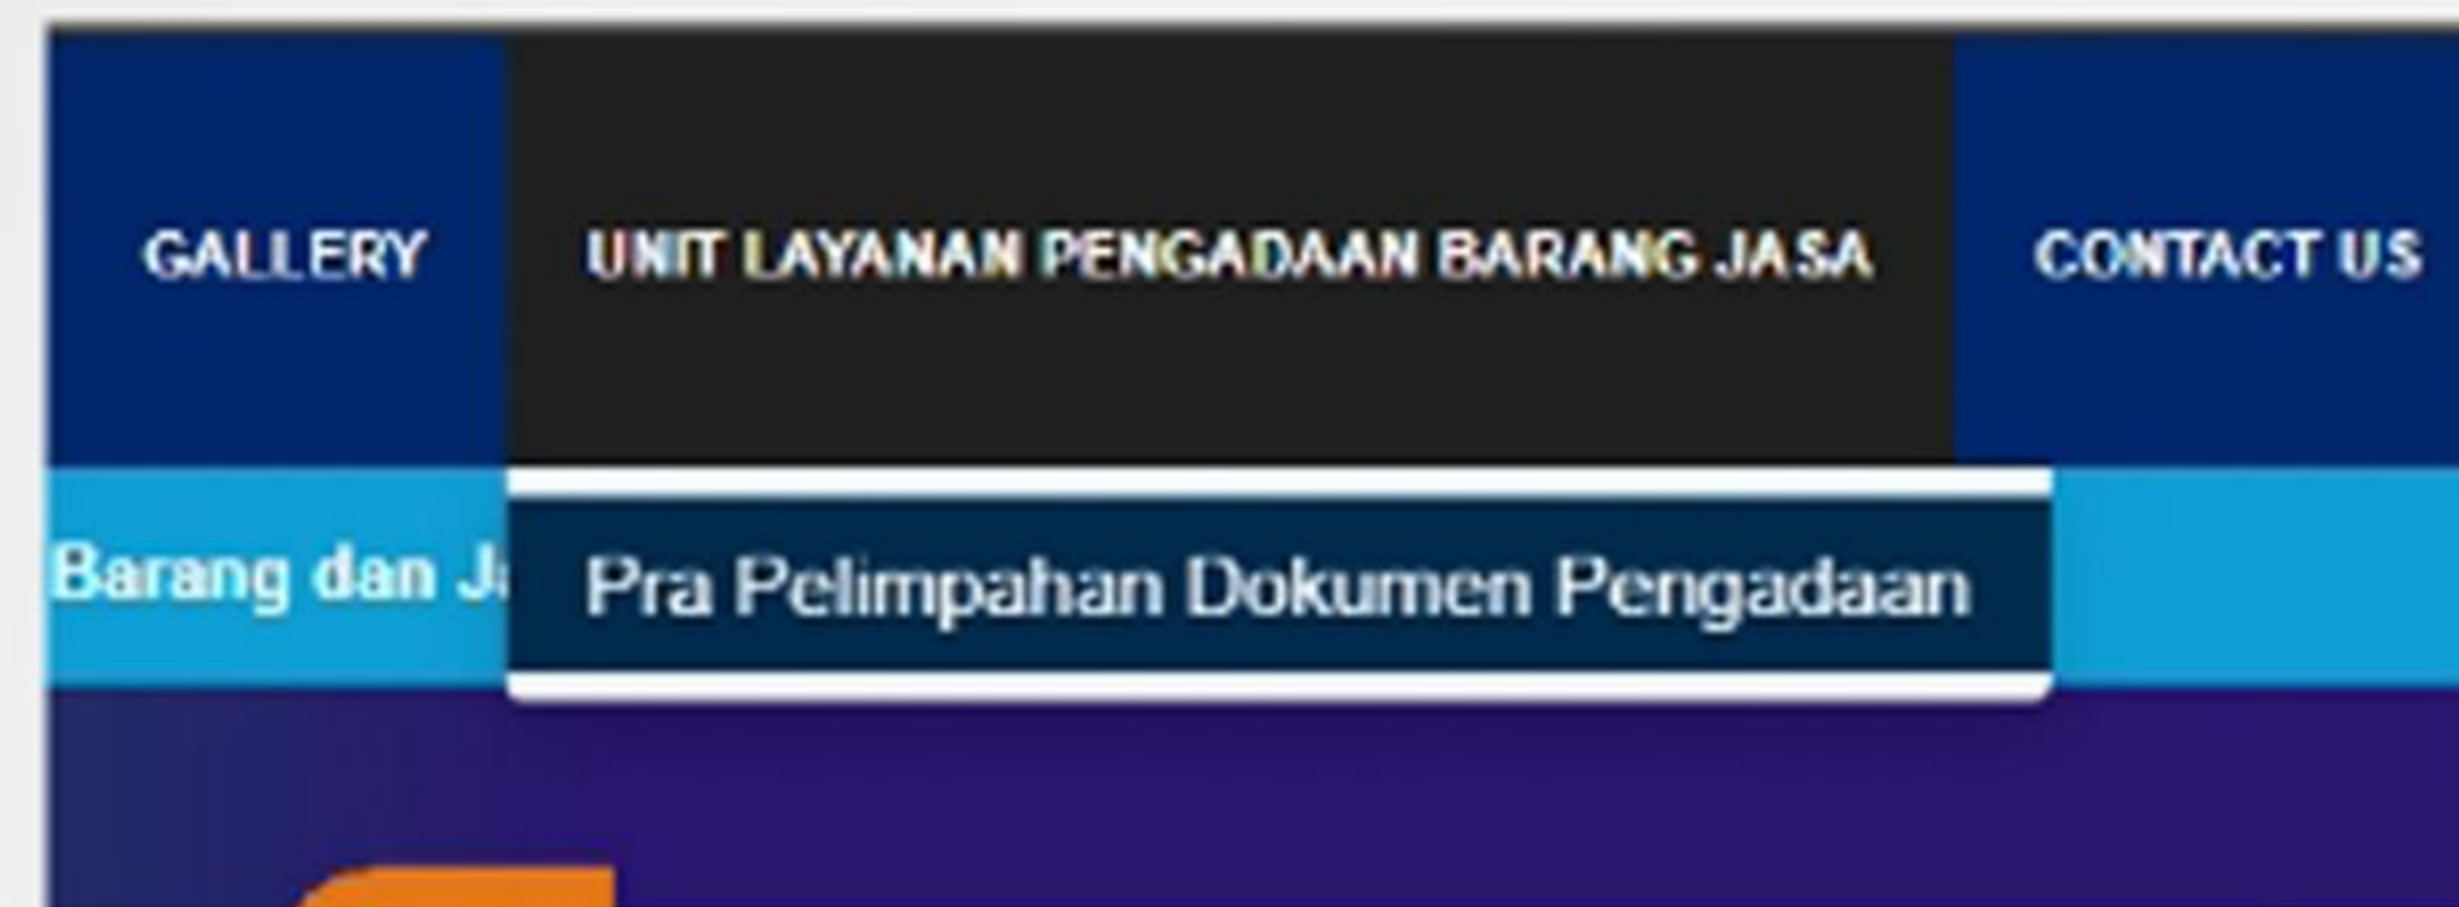 GALLERY UNIT LAYANAN PENGADAAN BARANG JASA CONTACT US
Barang dan
Pra Pelimpahan Dokumen Pengadaan